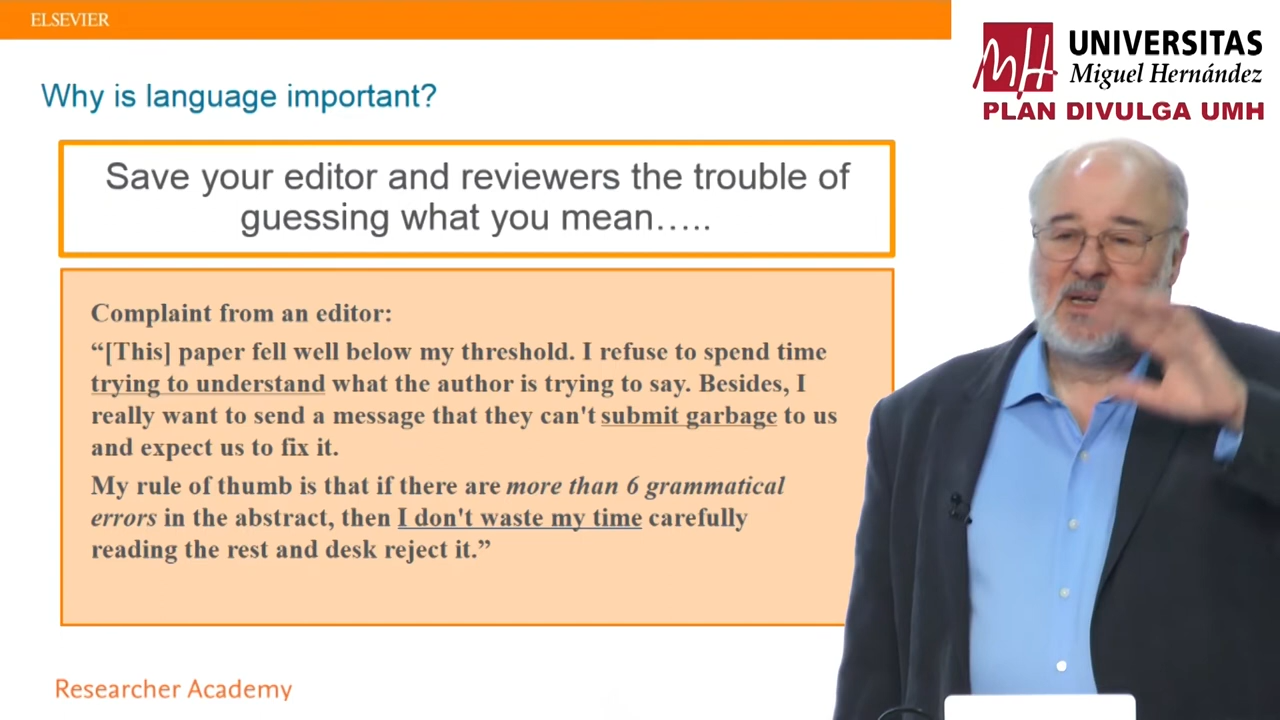 ELSEVIER
UNIVERSITAS
Miguel Hernández
PLAN DIVULGA UMH
Why is language important?
Save your editor and reviewers the trouble of
guessing what you mean…..
Complaint from an editor:
“[This] paper fell well below my threshold. I refuse to spend time
trying to understand what the author is trying to say. Besides, I
really want to send a message that they can't submit garbage to us
and expect us to fix it.
My rule of thumb is that if there are more than 6 grammatical
errors in the abstract, then I don't waste my time carefully
reading the rest and desk reject it.”
Researcher Academy